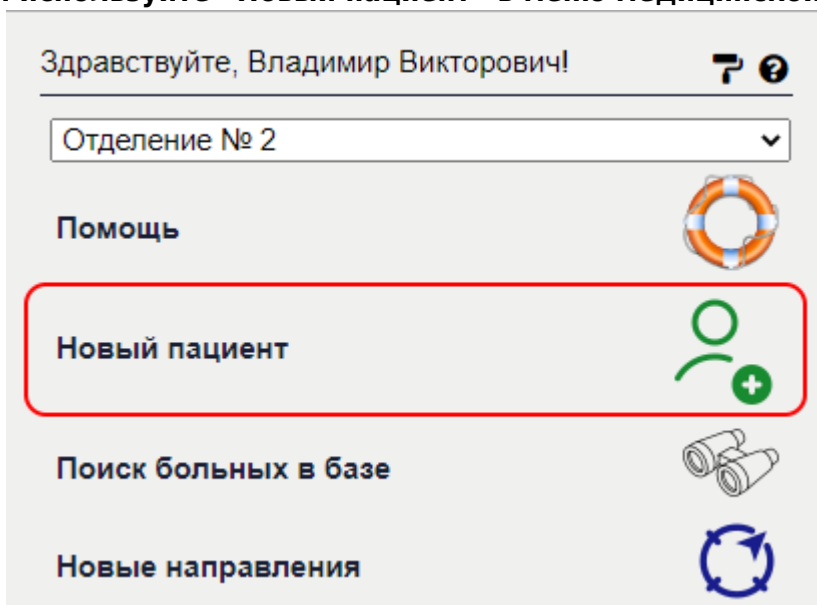 Здравствуйте, Владимир Викторович!
Отделение № 2
Помощь
Новый пациент
Поиск больных в базе
Новые направления